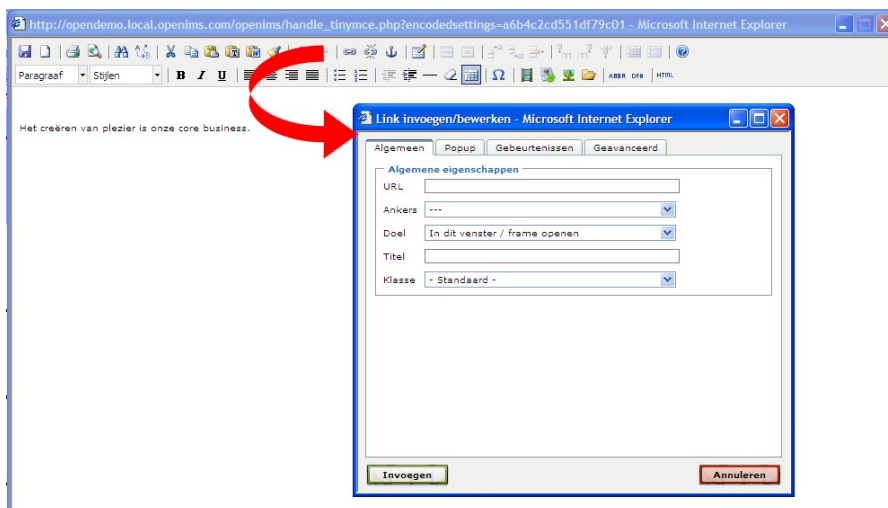 http://opendemo.local.openims.com/openims/handle_tinymce.php?encodedsettings=a6b4c2cd551df79c01 - Microsoft Internet Explorer
Paragraaf Stijlen B I U Ω ABBR DFN HTML
Het creëren van plezier is onze core business.
Link invoegen/bewerken - Microsoft Internet Explorer
Algemeen Popup Gebeurtenissen Geavanceerd
Algemene eigenschappen
URL
Ankers ---
Doel In dit venster / frame openen
Titel
Klasse - Standaard -
Invoegen Annuleren